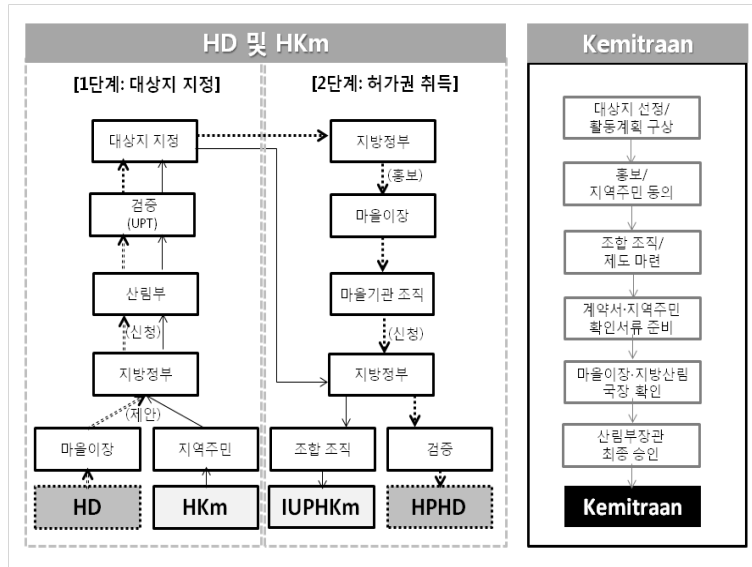 HD 및 HKm
[1단계: 대상지 지정]
[2단계: 허가권 취득]
대상지 지정
검증
(UPT)
산림부
(신청)
지방정부
(제안)
마을이장
지역주민
HD
HKm
지방정부
(홍보)
마을이장
마을기관 조직
(신청)
지방정부
조합 조직
검증
IUPHKm
HPHD
Kemitraan
대상지 선정/
활동계획 구상
홍보/
지역주민 동의
조합 조직/
제도 마련
계약서·지역주민
확인서류 준비
마을이장·지방산림
국장 확인
산림부장관
최종 승인
Kemitraan